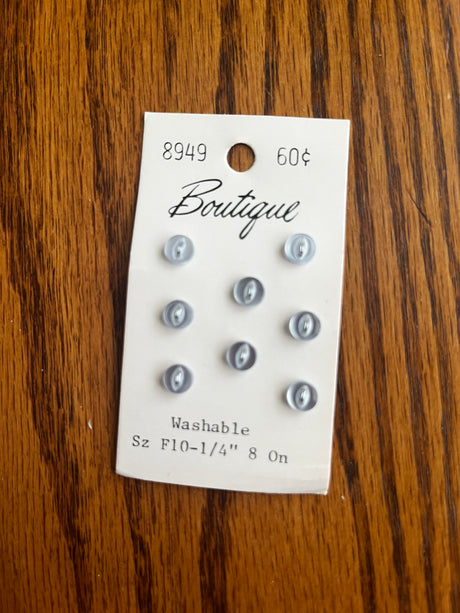 8949 60¢
Boutique
Washable
Sz F10-1/4" 8 On